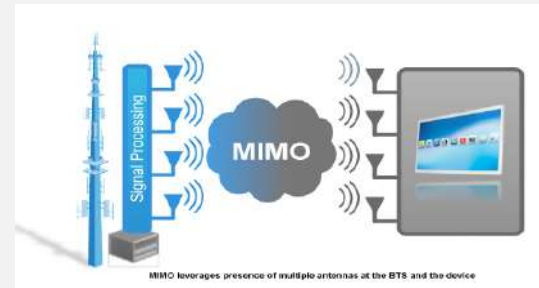 Signal Processing
MIMO
MIMO leverages presence of multiple antennas at the BTS and the device